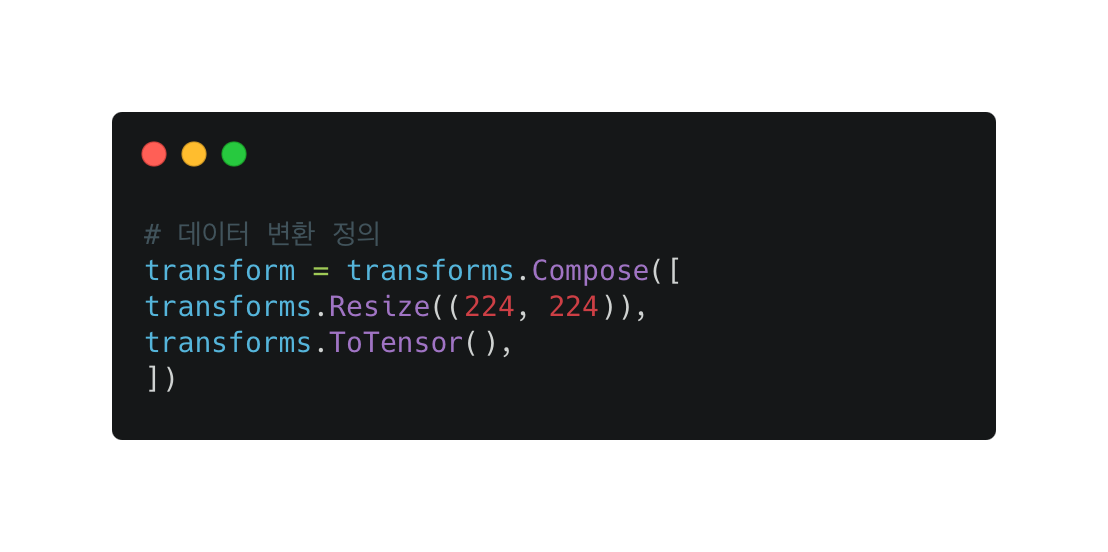 # 데이터 변환 정의
transform = transforms.Compose([
transforms.Resize((224, 224)),
transforms.ToTensor(),
])